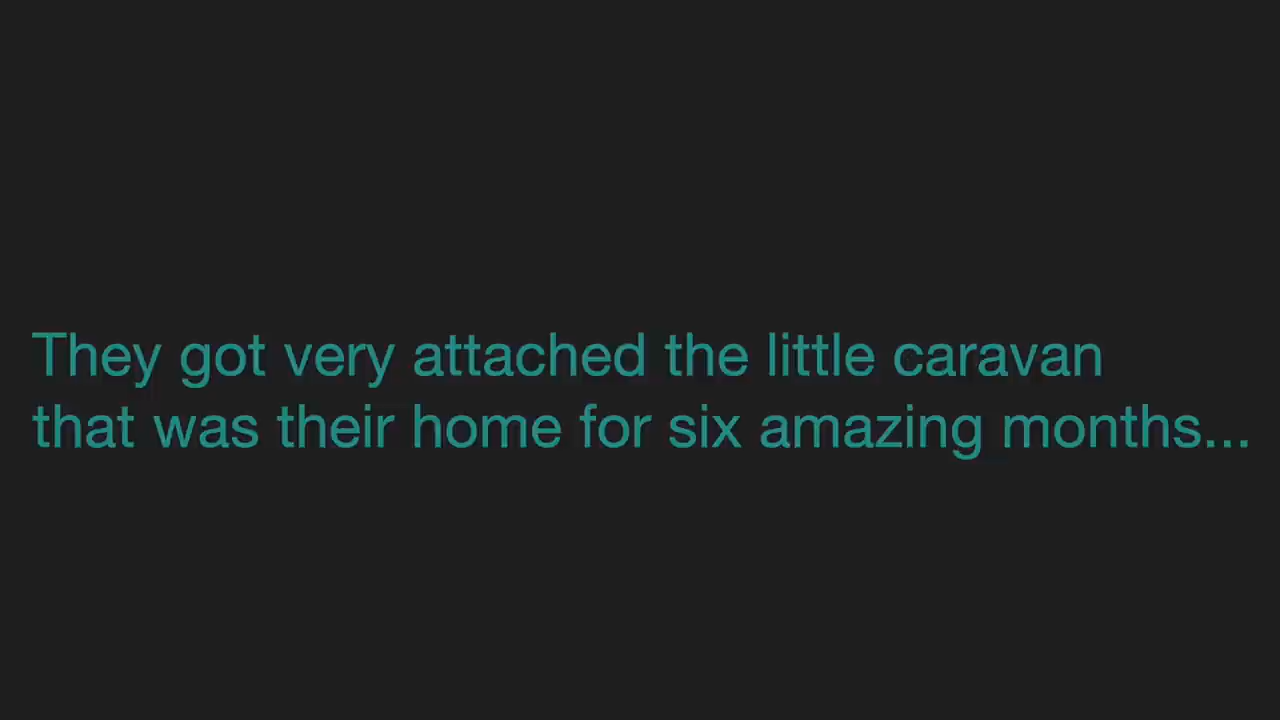 They got very attached the little caravan
that was their home for six amazing months...